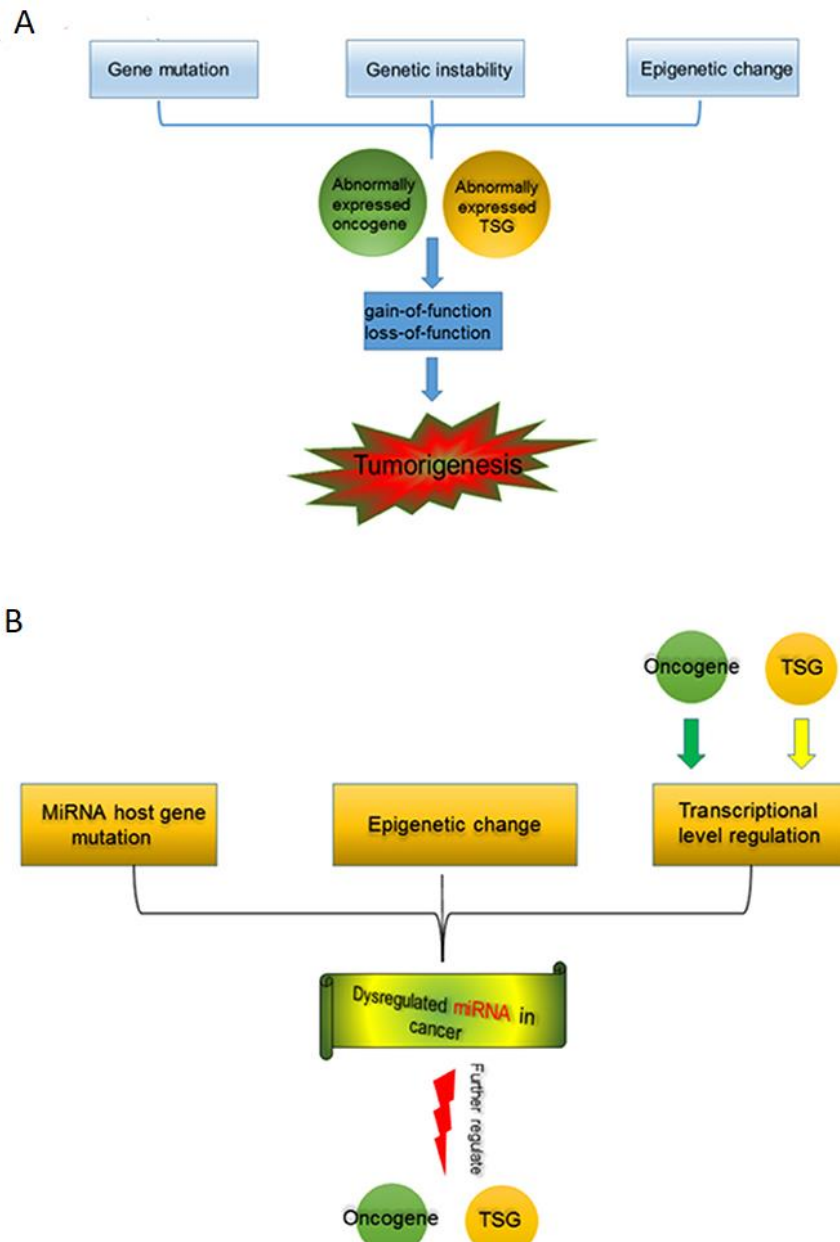 A
Gene mutation
Genetic instability
Epigenetic change
Abnormally
expressed
oncogene
Abnormally
expressed
TSG
gain-of-function
loss-of-function
Tumorigenesis
B
Oncogene
TSG
MiRNA host gene
mutation
Epigenetic change
Transcriptional
level regulation
Dysregulated miRNA in
cancer
Further regulate
Oncogene
TSG